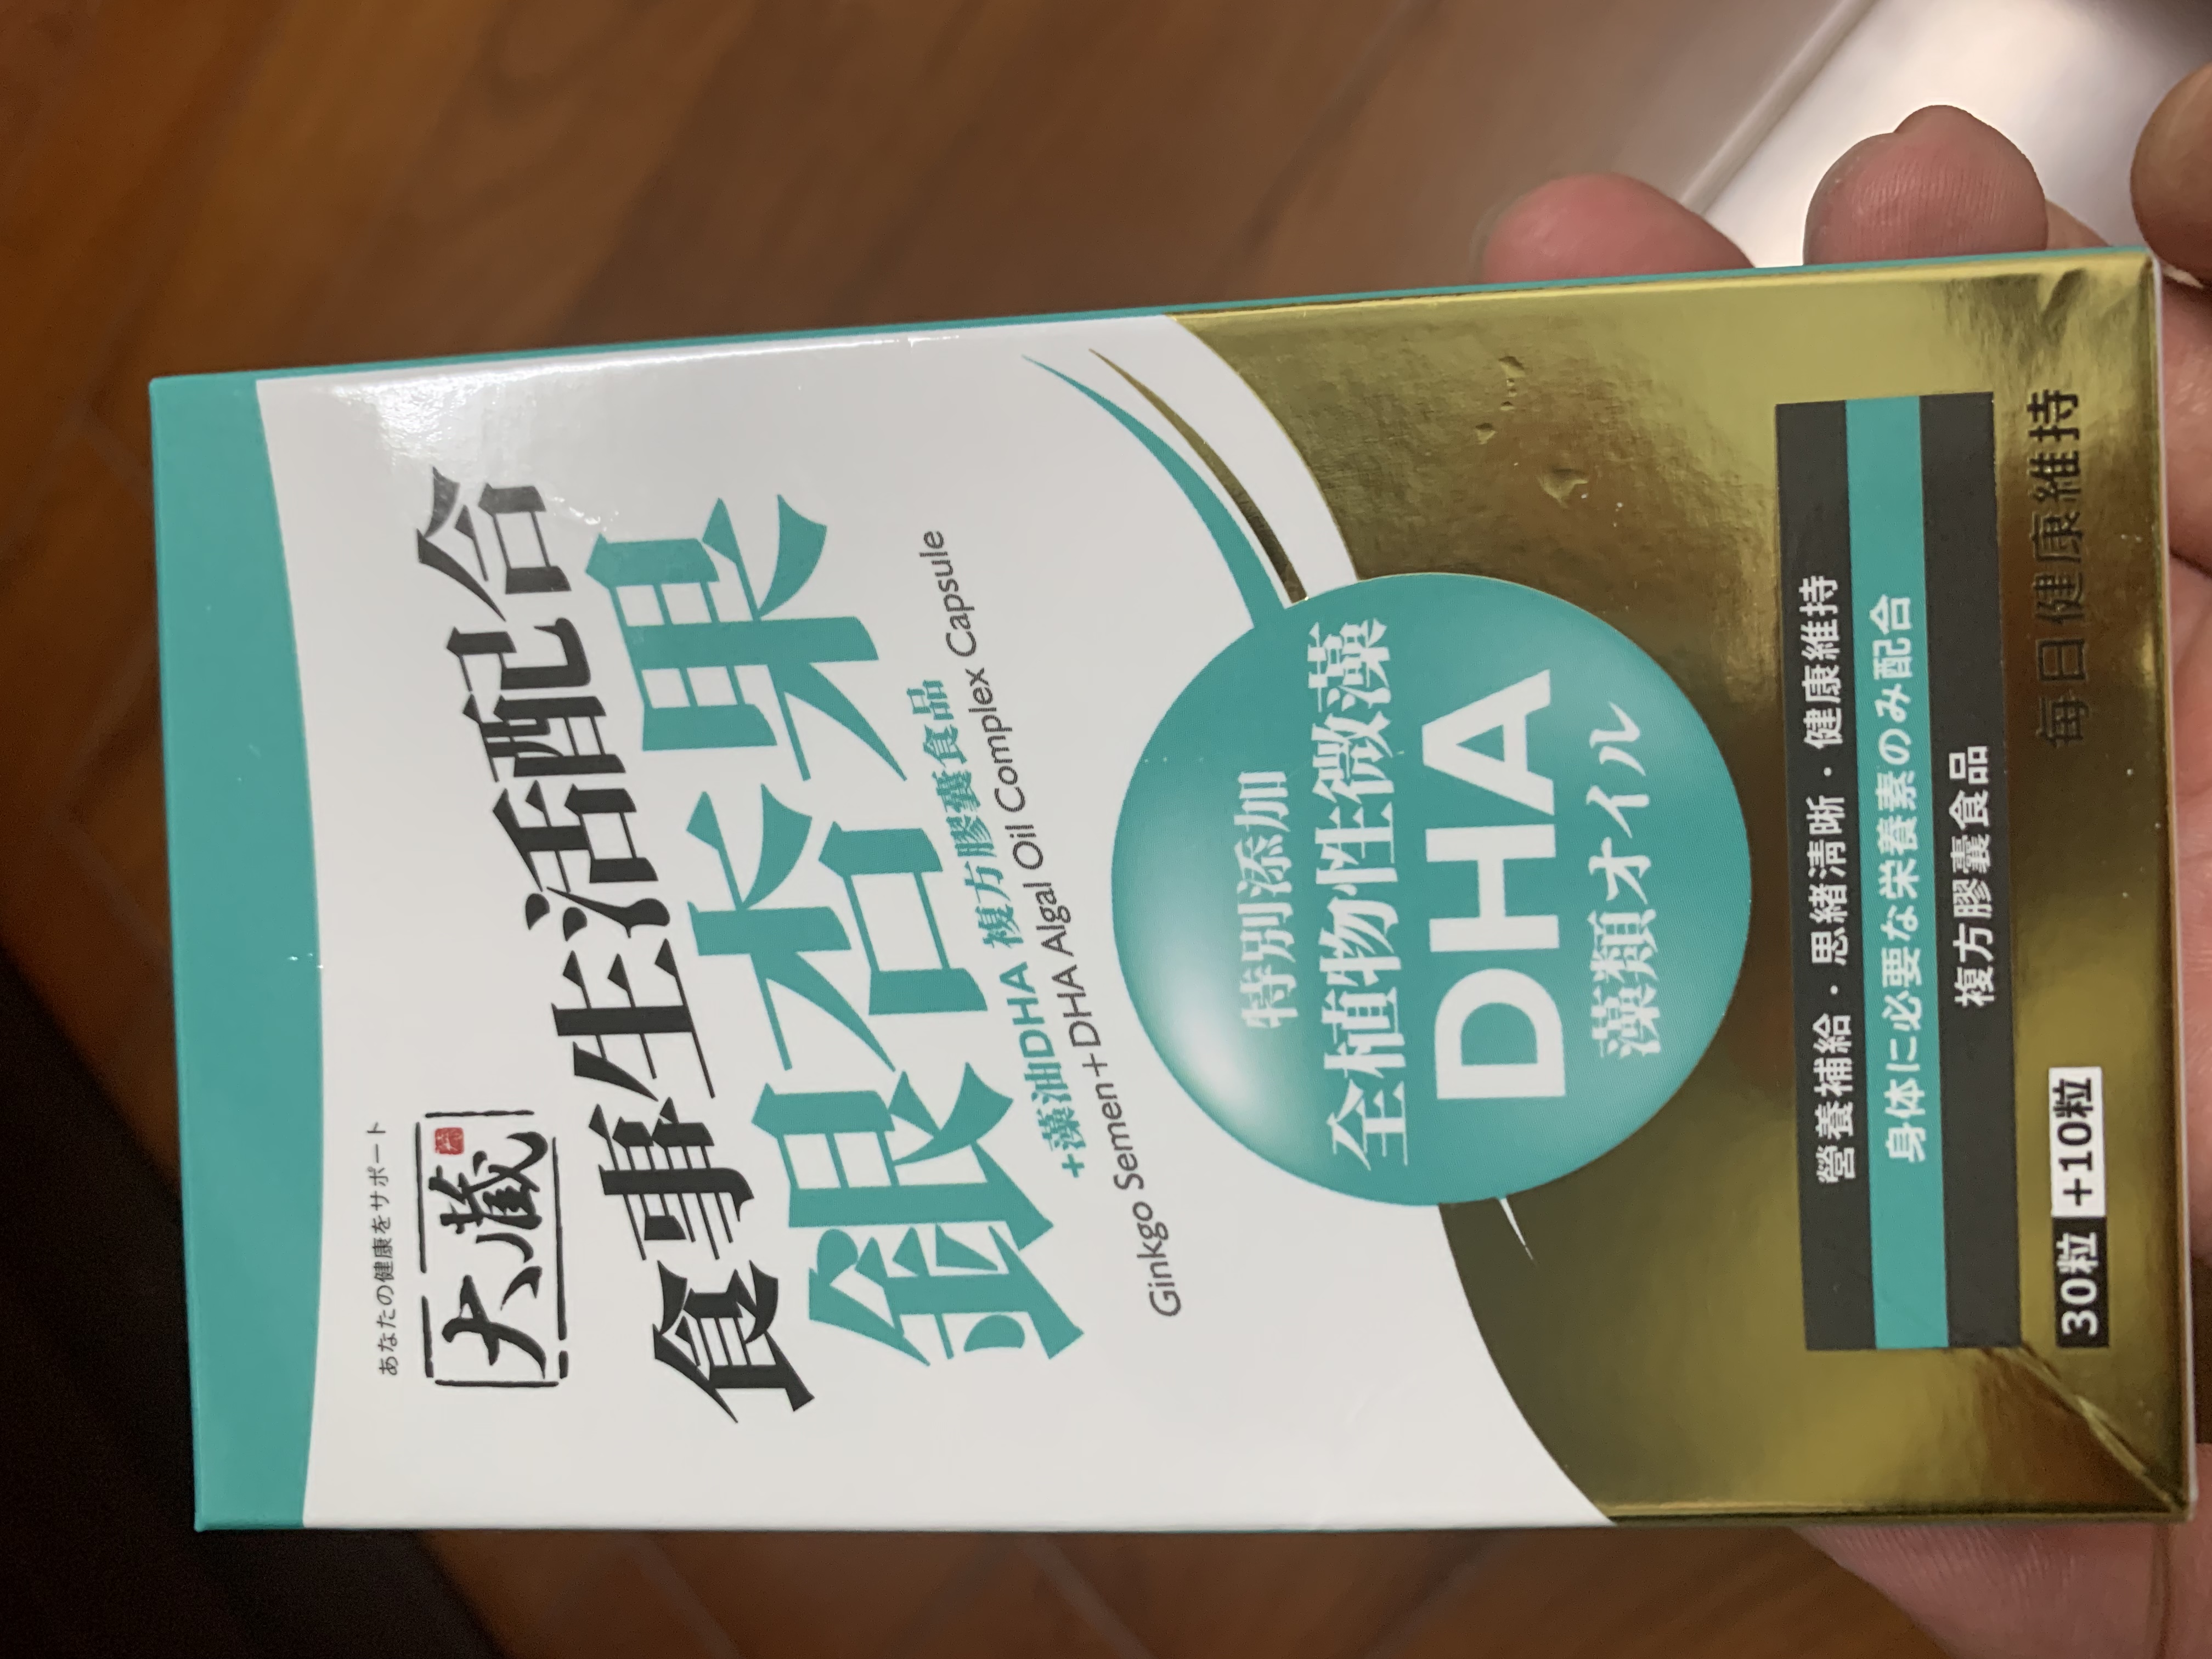 あなたの健康をサポート
大藏
食事生活配合
銀杏果
+藻油DHA 複方膠囊食品
Ginkgo Semen+DHA Algal Oil Complex Capsule
特別添加
全植物性微藻
DHA
藻類オイル
營養補給・思緒清晰・健康維持
身体に必要な栄養素のみ配合
複方膠囊食品
30粒+10粒 每日健康維持